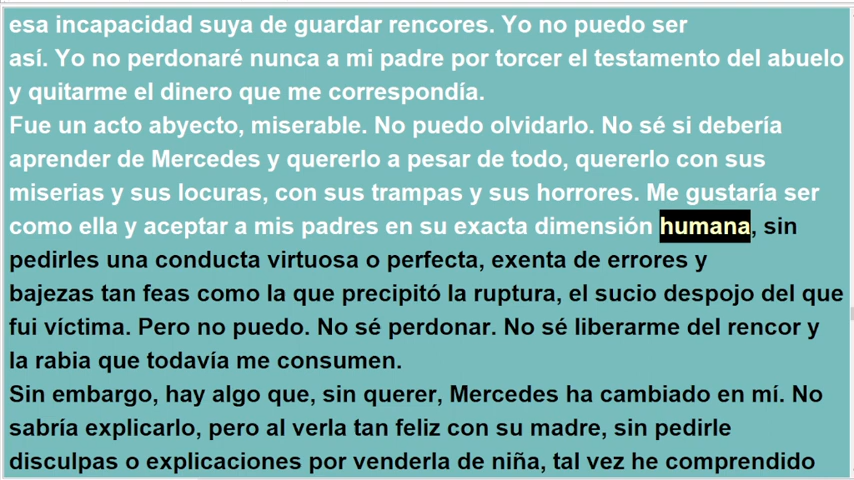 esa incapacidad suya de guardar rencores. Yo no puedo ser
así. Yo no perdonaré nunca a mi padre por torcer el testamento del abuelo
y quitarme el dinero que me correspondía.
Fue un acto abyecto, miserable. No puedo olvidarlo. No sé si debería
aprender de Mercedes y quererlo a pesar de todo, quererlo con sus
miserias y sus locuras, con sus trampas y sus horrores. Me gustaría ser
como ella y aceptar a mis padres en su exacta dimensión humana, sin
pedirles una conducta virtuosa o perfecta, exenta de errores y
bajezas tan feas como la que precipitó la ruptura, el sucio despojo del que
fui víctima. Pero no puedo. No sé perdonar. No sé liberarme del rencor y
la rabia que todavía me consumen.
Sin embargo, hay algo que, sin querer, Mercedes ha cambiado en mí. No
sabría explicarlo, pero al verla tan feliz con su madre, sin pedirle
disculpas o explicaciones por venderla de niña, tal vez he comprendido